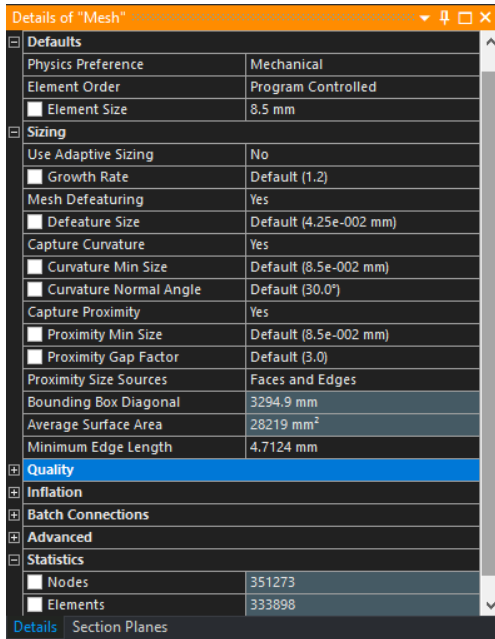 Details of "Mesh"
Defaults
Physics Preference Mechanical
Element Order Program Controlled
Element Size 8.5 mm
Sizing
Use Adaptive Sizing No
Growth Rate Default (1.2)
Mesh Defeaturing Yes
Defeature Size Default (4.25e-002 mm)
Capture Curvature Yes
Curvature Min Size Default (8.5e-002 mm)
Curvature Normal Angle Default (30.0°)
Capture Proximity Yes
Proximity Min Size Default (8.5e-002 mm)
Proximity Gap Factor Default (3.0)
Proximity Size Sources Faces and Edges
Bounding Box Diagonal 3294.9 mm
Average Surface Area 28219 mm²
Minimum Edge Length 4.7124 mm
Quality
Inflation
Batch Connections
Advanced
Statistics
Nodes 351273
Elements 333898
Details Section Planes